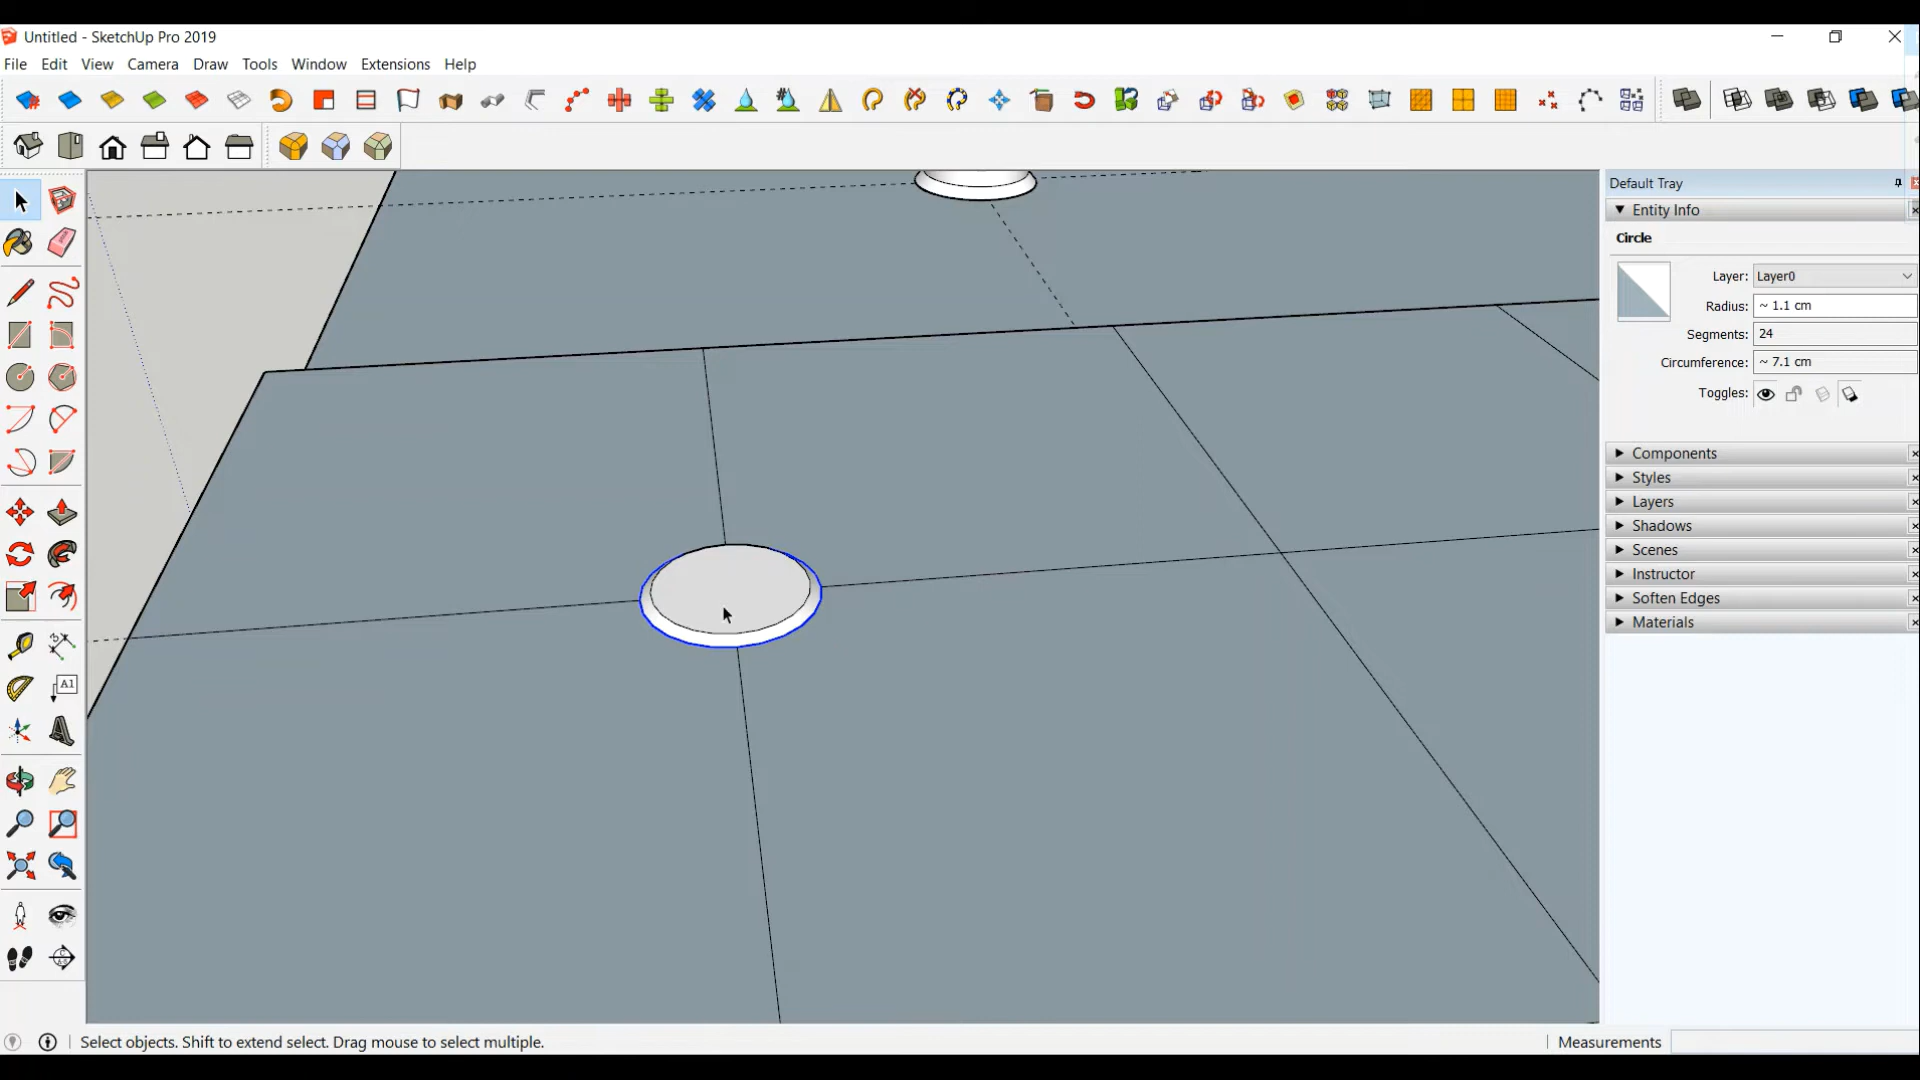 Untitled - SketchUp Pro 2019
File Edit View Camera Draw Tools Window Extensions Help
Default Tray
Entity Info
Circle
Layer: Layer0
Radius: ~ 1.1 cm
Segments: 24
Circumference: ~ 7.1 cm
Toggles:
Components
Styles
Layers
Shadows
Scenes
Instructor
Soften Edges
Materials
A1
Select objects. Shift to extend select. Drag mouse to select multiple.
Measurements